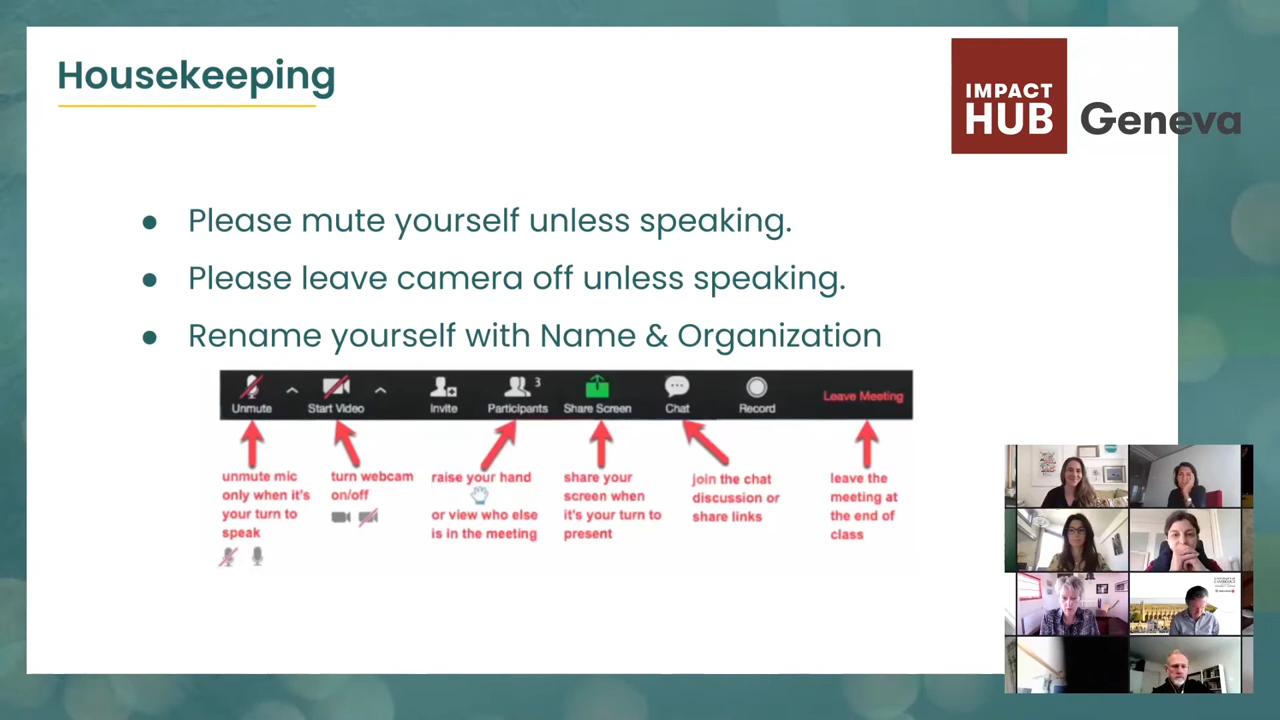 Housekeeping
IMPACT
HUB
Geneva
● Please mute yourself unless speaking.
● Please leave camera off unless speaking.
● Rename yourself with Name & Organization
Unmute
Start Video
Invite
Participants
3
Share Screen
Chat
Record
Leave Meeting
unmute mic
only when it's
your turn to
speak
turn webcam
on/off
raise your hand
or view who else
is in the meeting
share your
screen when
it's your turn to
present
join the chat
discussion or
share links
leave the
meeting at
the end of
class